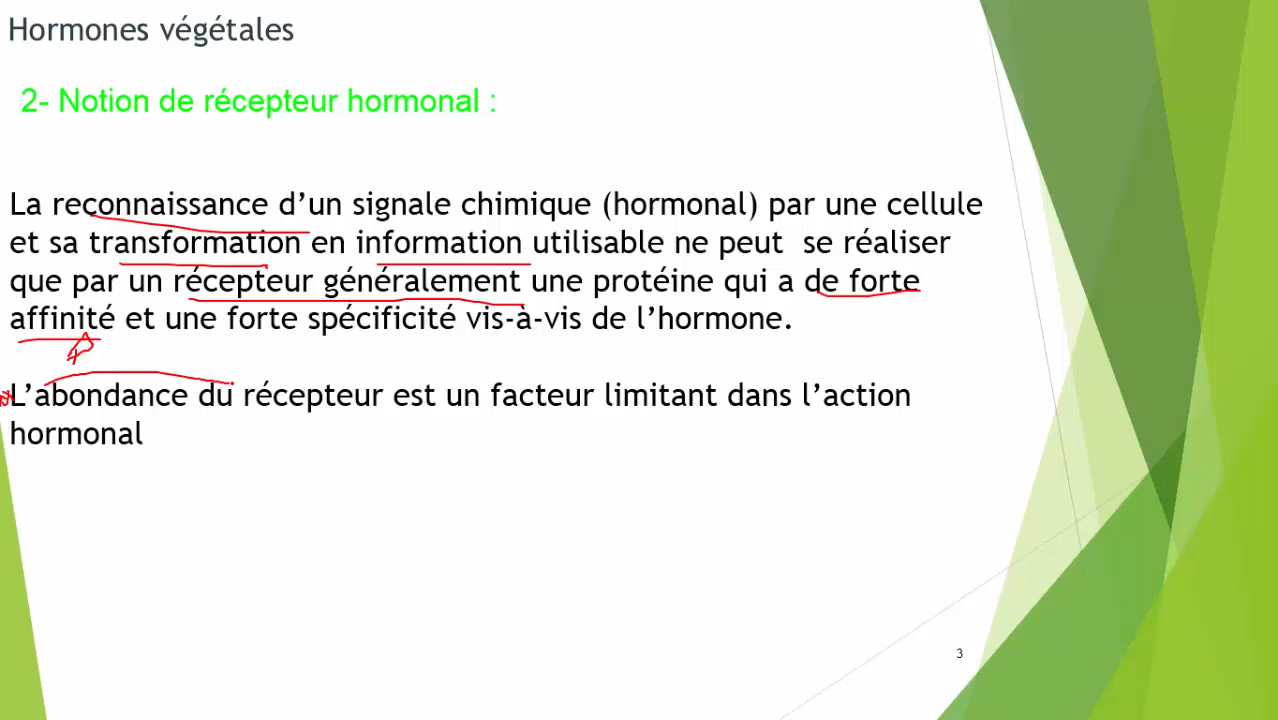 Hormones végétales
2- Notion de récepteur hormonal :
La reconnaissance d’un signale chimique (hormonal) par une cellule
et sa transformation en information utilisable ne peut se réaliser
que par un récepteur généralement une protéine qui a de forte
affinité et une forte spécificité vis-à-vis de l’hormone.
L’abondance du récepteur est un facteur limitant dans l’action
hormonal
3